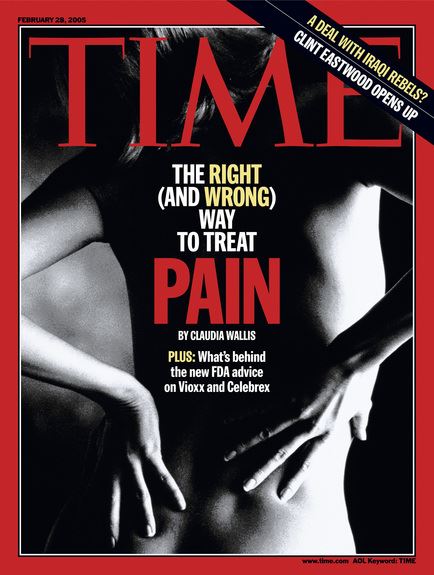 FEBRUARY 28, 2005
A DEAL WITH IRAQI REBELS?
CLINT EASTWOOD OPENS UP
TIME
THE RIGHT
(AND WRONG)
WAY
TO TREAT
PAIN
BY CLAUDIA WALLIS
PLUS: What's behind
the new FDA advice
on Vioxx and Celebrex
www.time.com AOL Keyword: TIME